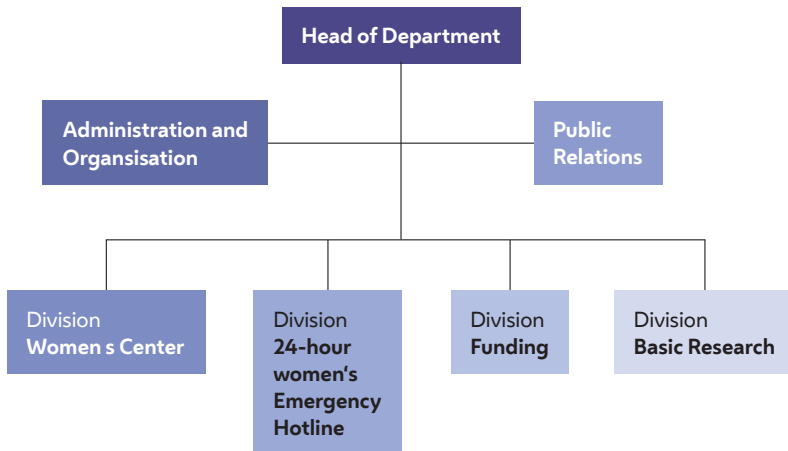 Head of Department
Administration and
Organsisation
Public
Relations
Division
Women s Center
Division
24-hour
women‘s
Emergency
Hotline
Division
Funding
Division
Basic Research